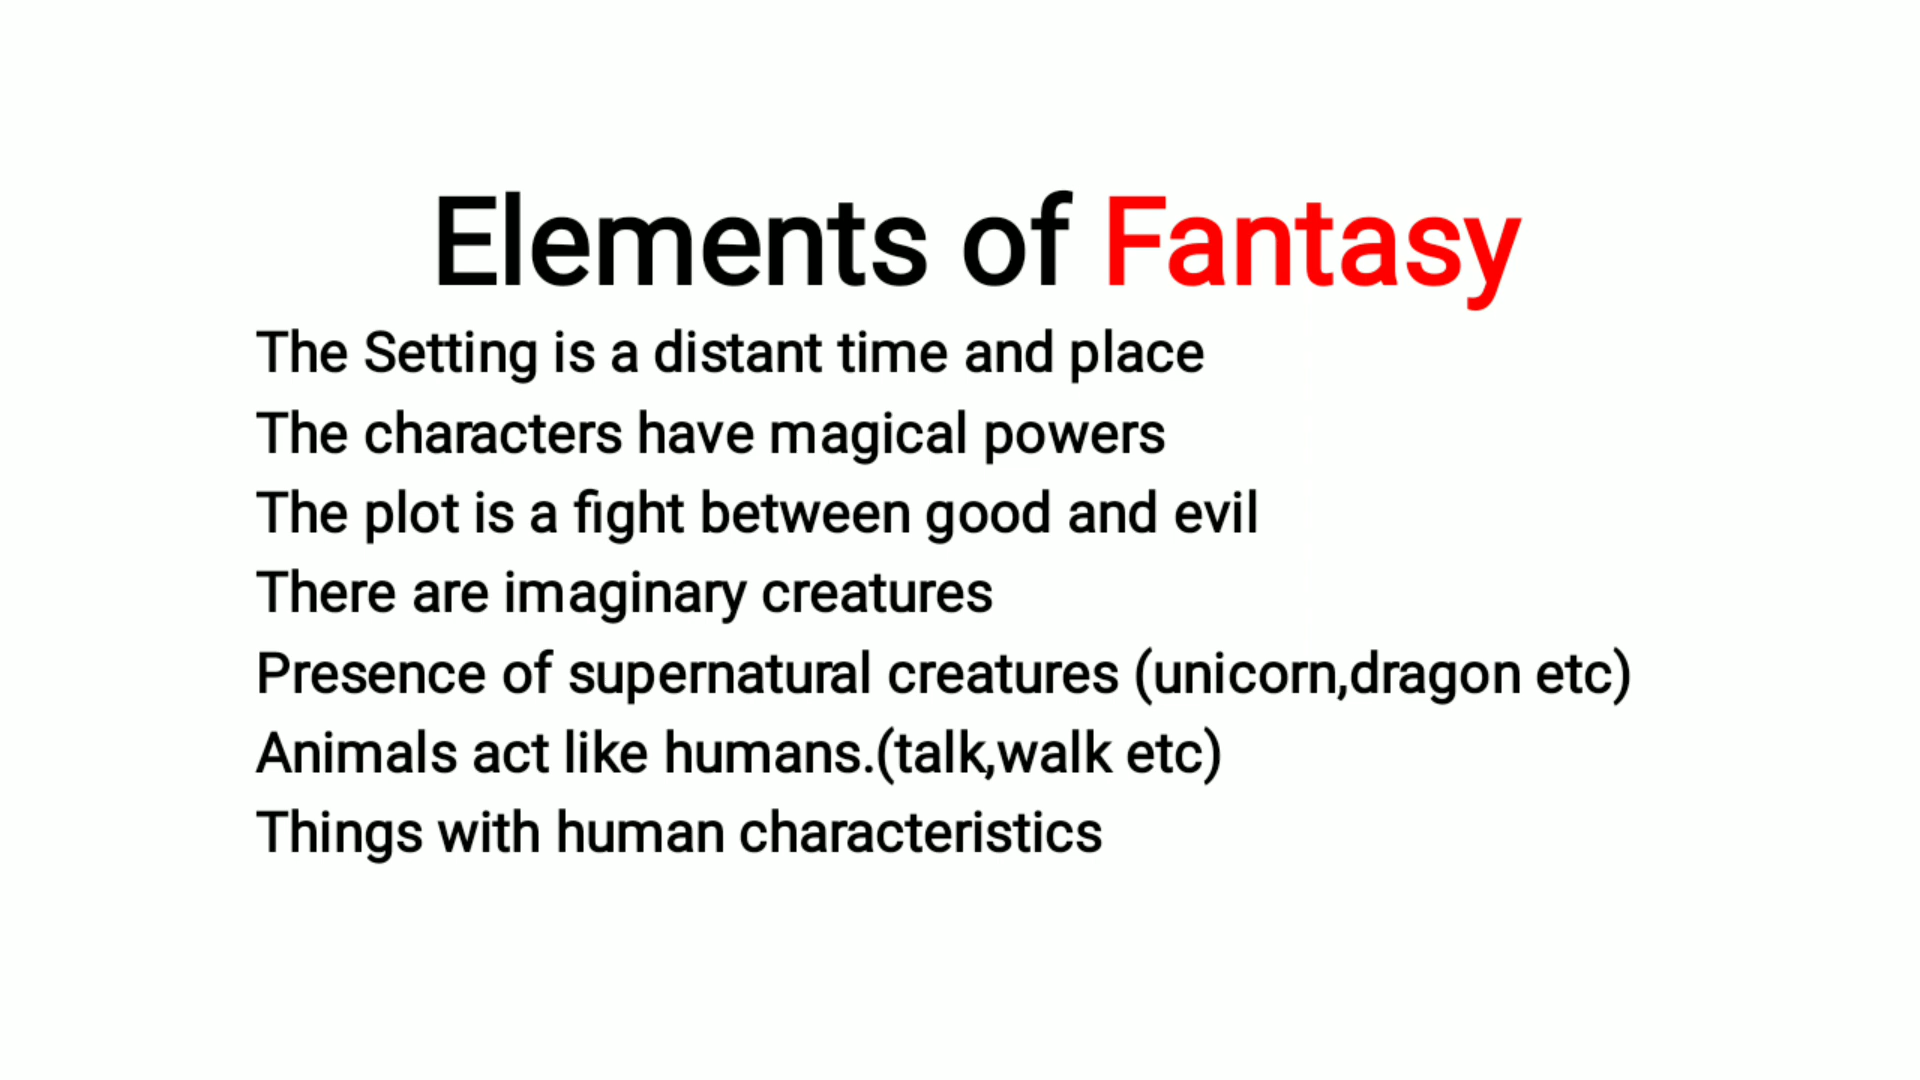 Elements of Fantasy
The Setting is a distant time and place
The characters have magical powers
The plot is a fight between good and evil
There are imaginary creatures
Presence of supernatural creatures (unicorn,dragon etc)
Animals act like humans.(talk,walk etc)
Things with human characteristics